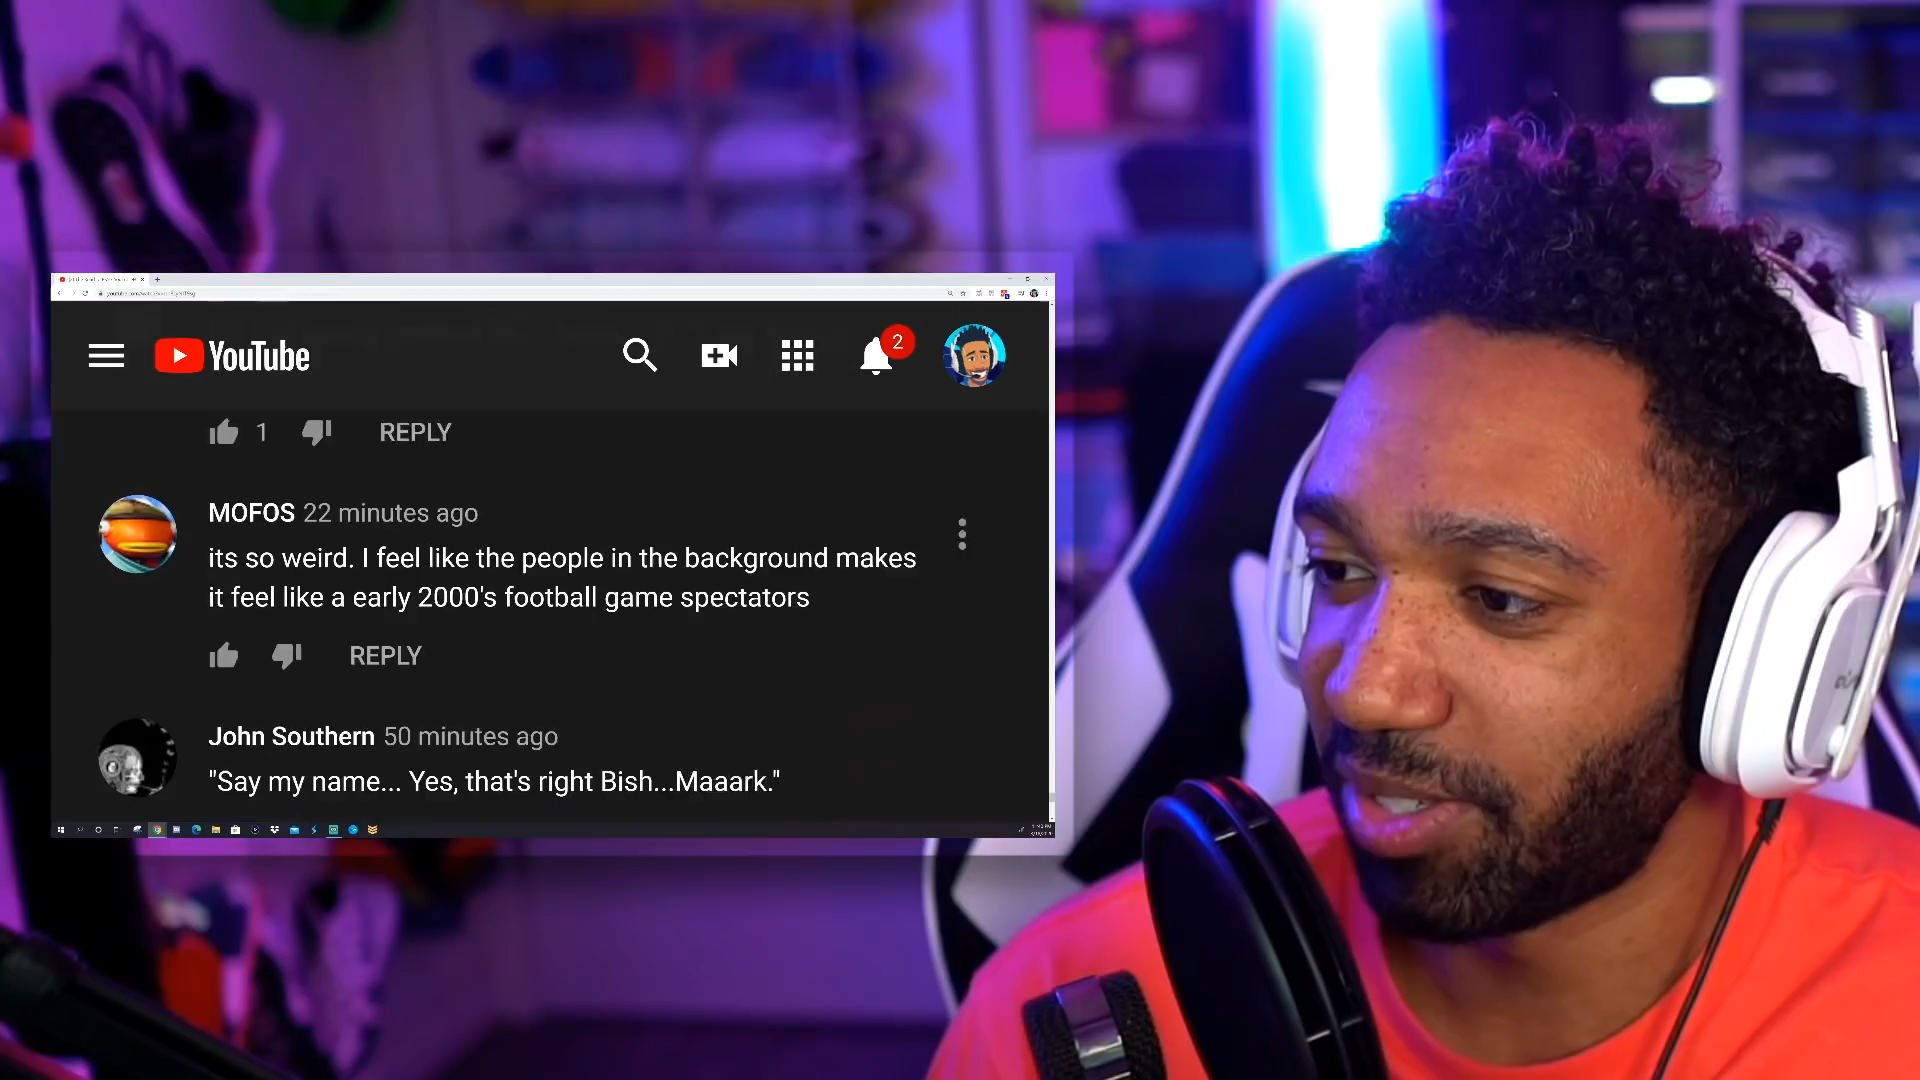 YouTube
2
1
REPLY
MOFOS 22 minutes ago
its so weird. I feel like the people in the background makes
it feel like a early 2000's football game spectators
REPLY
John Southern 50 minutes ago
"Say my name... Yes, that's right Bish...Maaark."